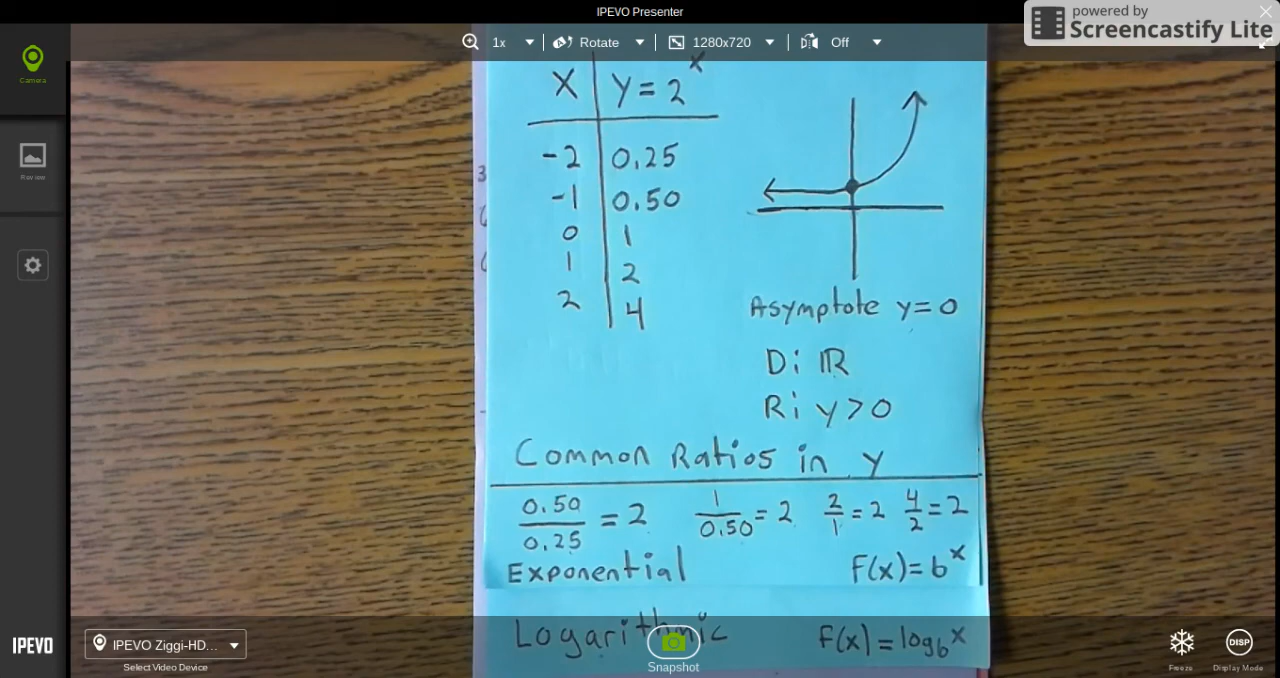 IPEVO Presenter
powered by
Screencastify Lite
1x Rotate 1280x720 Off
Camera
Review
X Y = 2^x
-2 0.25
-1 0.50
0 1
1 2
2 4
Asymptote y=0
D: ℝ
R: y>0
Common Ratios in y
0.50/0.25 = 2 1/0.50 = 2 2/1 = 2 4/2 = 2
Exponential F(x)=b^x
Logarithmic F(x)=log_b x
IPEVO
IPEVO Ziggi-HD...
Select Video Device
Snapshot
Freeze
DISP
Display Mode